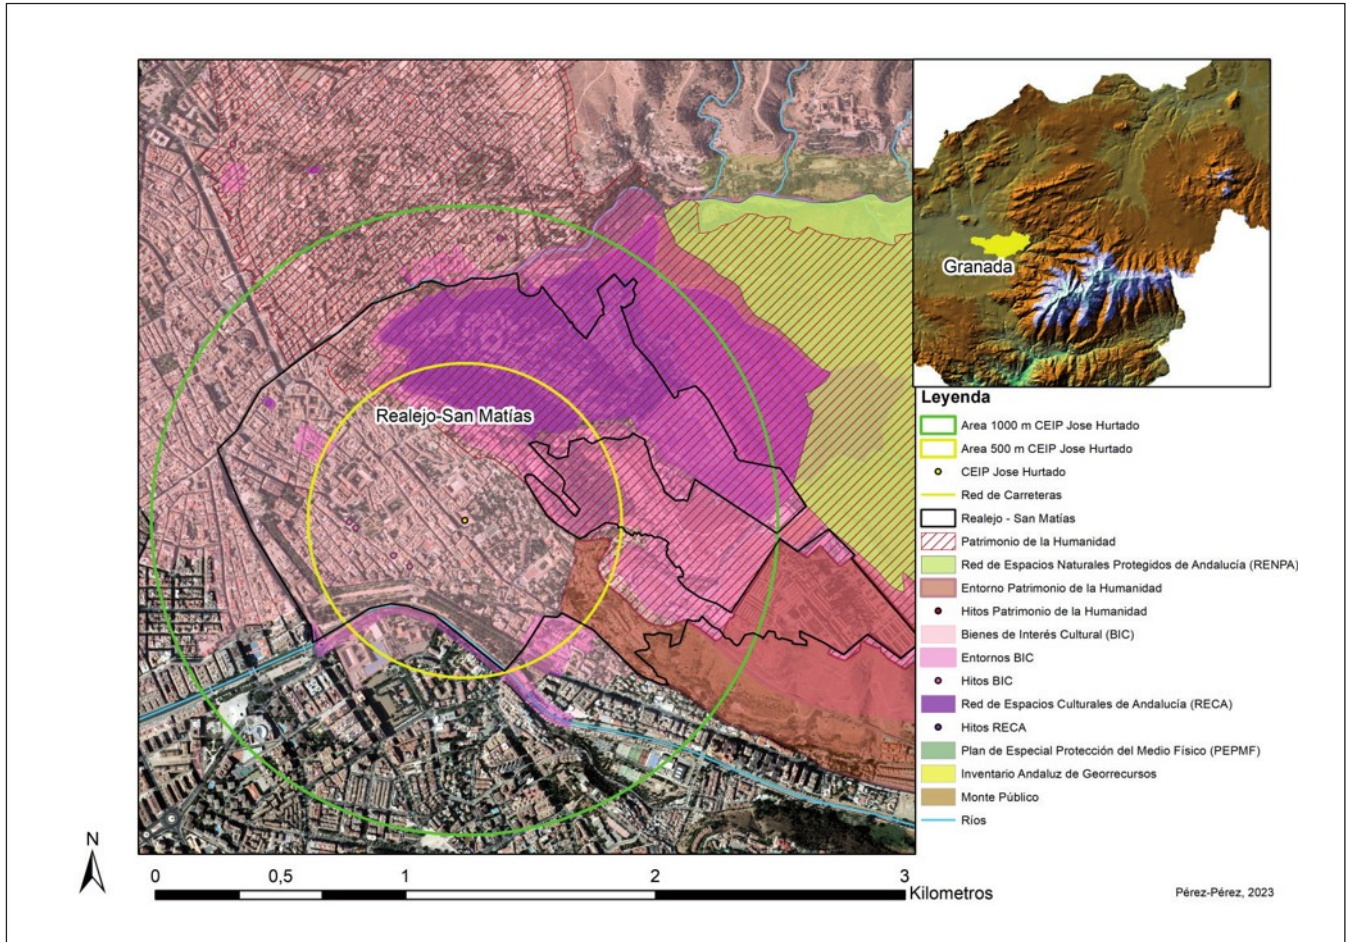 Granada
Realejo-San Matías
Leyenda
Area 1000 m CEIP Jose Hurtado
Area 500 m CEIP Jose Hurtado
CEIP Jose Hurtado
Red de Carreteras
Realejo - San Matías
Patrimonio de la Humanidad
Red de Espacios Naturales Protegidos de Andalucía (RENPA)
Entorno Patrimonio de la Humanidad
Hitos Patrimonio de la Humanidad
Bienes de Interés Cultural (BIC)
Entornos BIC
Hitos BIC
Red de Espacios Culturales de Andalucía (RECA)
Hitos RECA
Plan de Especial Protección del Medio Físico (PEPMF)
Inventario Andaluz de Georrecursos
Monte Público
Ríos
N
0 0,5 1 2 3
Kilometros
Pérez-Pérez, 2023